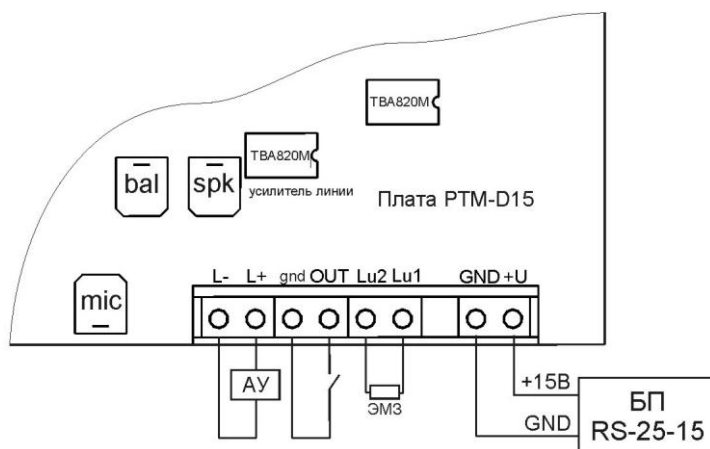 TBA820M
TBA820M
усилитель линии
bal
spk
Плата PTM-D15
mic
L- L+ gnd OUT Lu2 Lu1 GND +U
АУ
ЭМЗ
+15В
GND
БП
RS-25-15